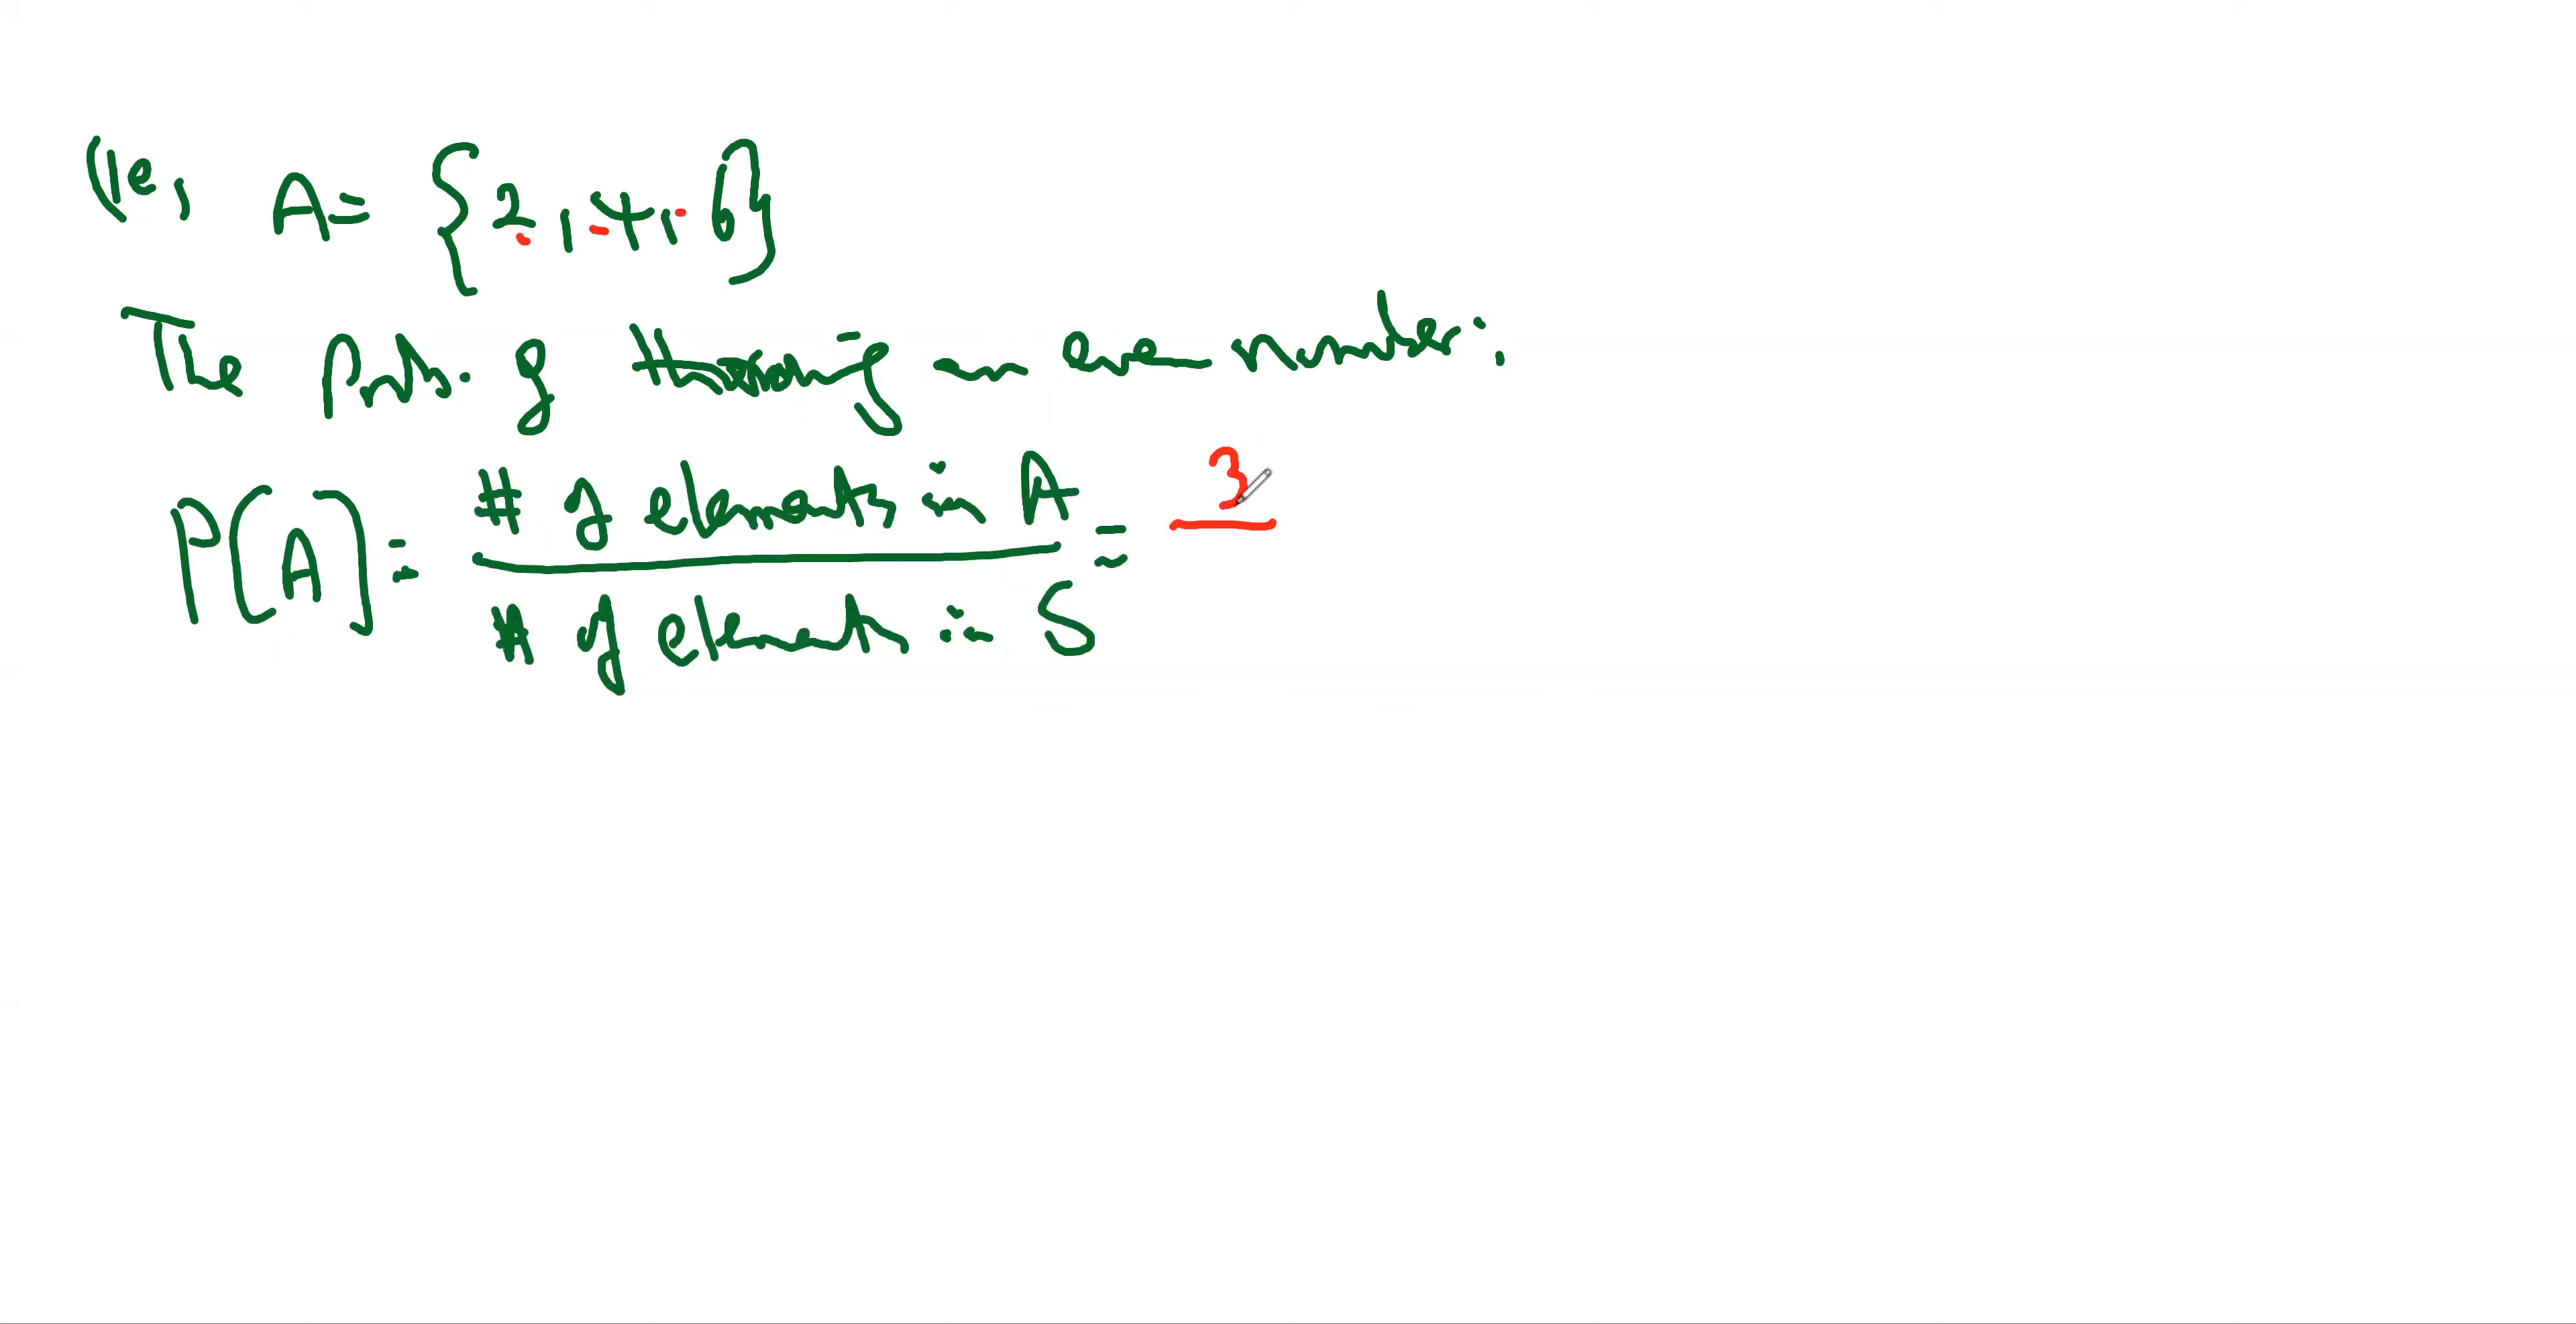 ie, A= {2, 4, 6}
The Prob. of throwing an even number:
P[A] = # of elements in A / # of elements in S = 3